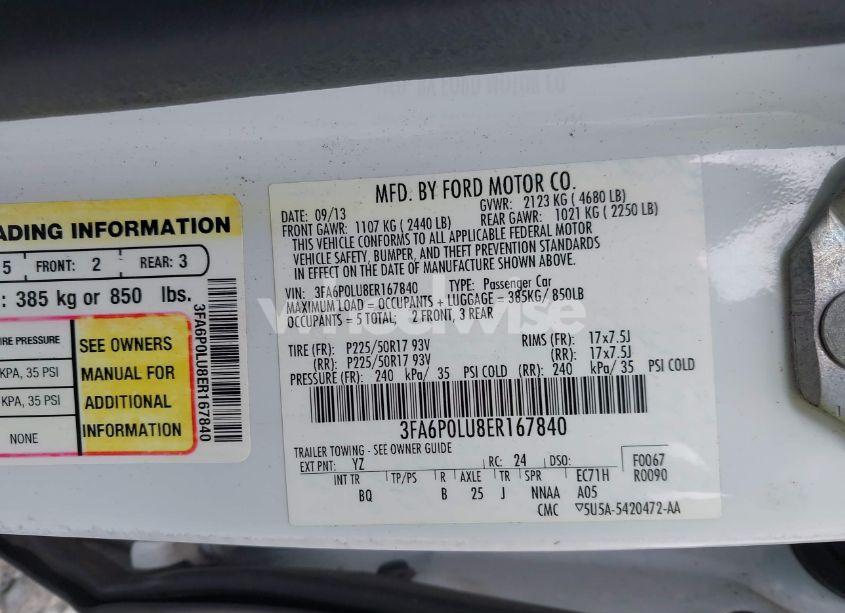 ADING INFORMATION
5 FRONT: 2 REAR: 3
: 385 kg or 850 lbs.
IRE PRESSURE
KPA, 35 PSI
KPA, 35 PSI
NONE
SEE OWNERS
MANUAL FOR
ADDITIONAL
INFORMATION
3FA6P0LU8ER167840
MFD. BY FORD MOTOR CO.
DATE: 09/13 GVWR: 2123 KG ( 4680 LB)
FRONT GAWR: 1107 KG ( 2440 LB) REAR GAWR: 1021 KG ( 2250 LB)
THIS VEHICLE CONFORMS TO ALL APPLICABLE FEDERAL MOTOR
VEHICLE SAFETY, BUMPER, AND THEFT PREVENTION STANDARDS
IN EFFECT ON THE DATE OF MANUFACTURE SHOWN ABOVE.
VIN: 3FA6P0LU8ER167840 TYPE: Passenger Car
MAXIMUM LOAD = OCCUPANTS + LUGGAGE = 385KG/ 850LB
OCCUPANTS = 5 TOTAL; 2 FRONT, 3 REAR
TIRE (FR): P225/50R17 93V RIMS (FR): 17x7.5J
(RR): P225/50R17 93V (RR): 17x7.5J
PRESSURE (FR): 240 kPa/ 35 PSI COLD (RR): 240 kPa/ 35 PSI COLD
3FA6P0LU8ER167840
TRAILER TOWING - SEE OWNER GUIDE
EXT PNT: YZ RC: 24 DSO: F0067
INT TR TP/PS R AXLE TR SPR EC71H R0090
BQ B 25 J NNAA A05
CMC ▽5U5A-5420472-AA
wheelwise